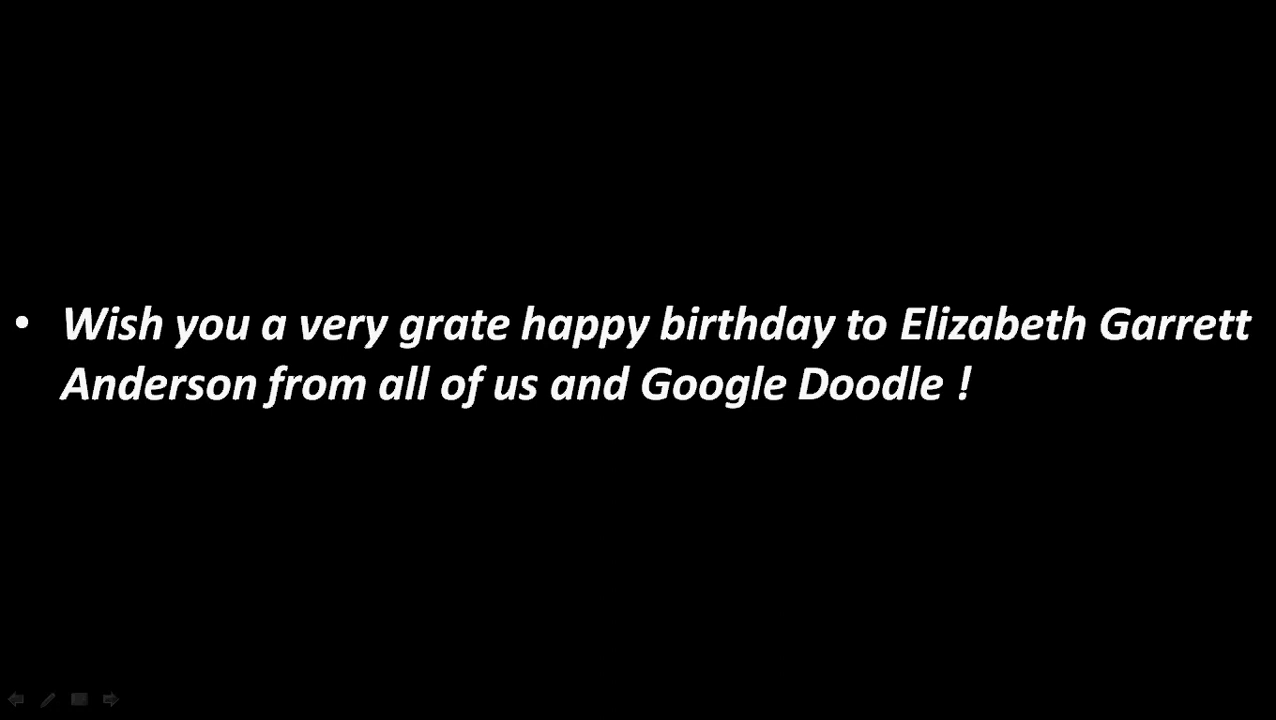 • Wish you a very grate happy birthday to Elizabeth Garrett
Anderson from all of us and Google Doodle !